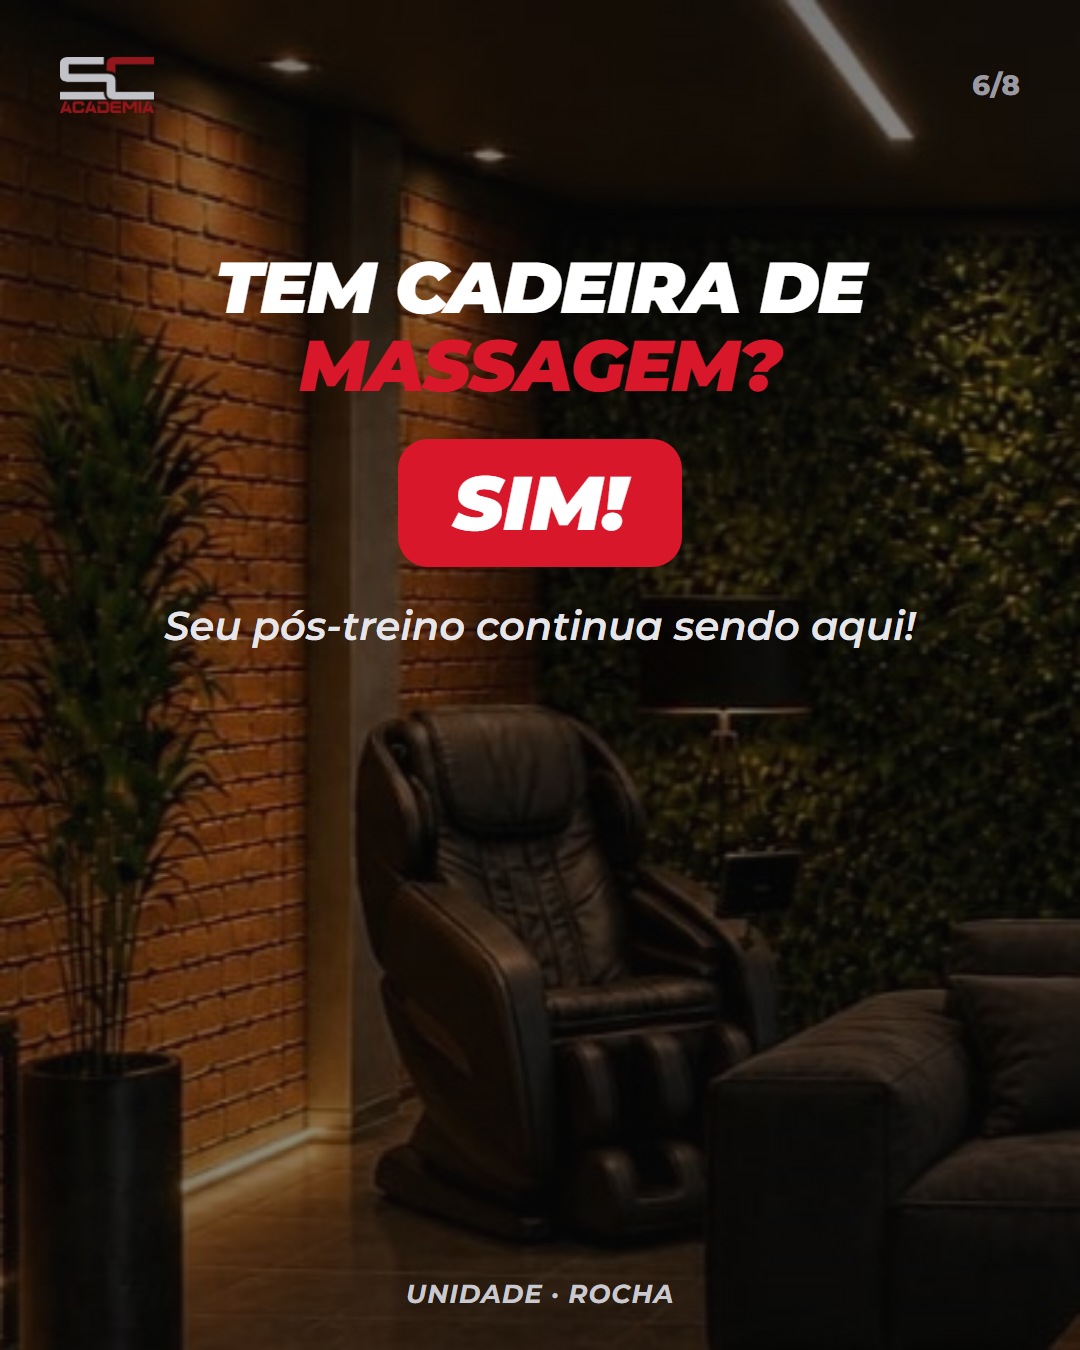 SC
ACADEMIA
6/8
TEM CADEIRA DE
MASSAGEM?
SIM!
Seu pós-treino continua sendo aqui!
UNIDADE · ROCHA